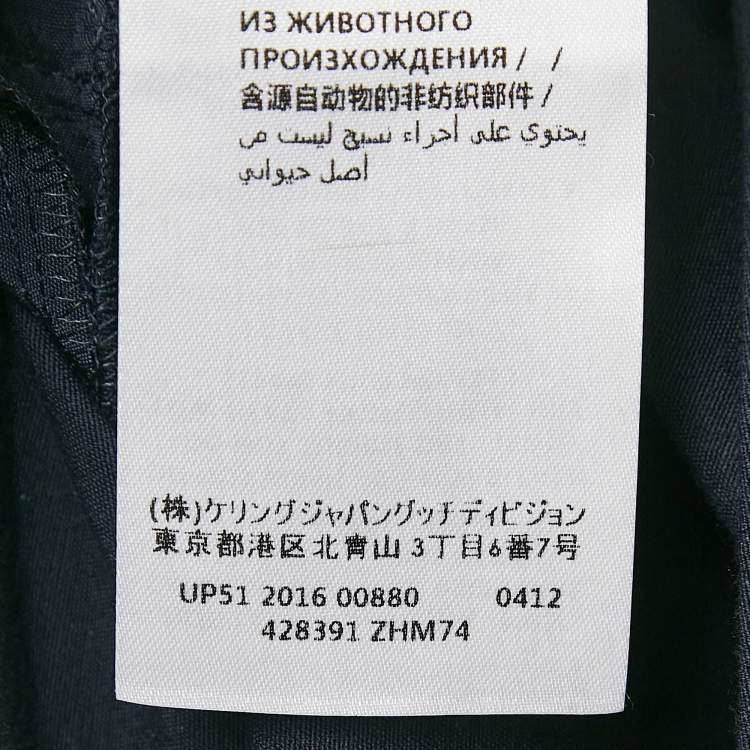 ИЗ ЖИВОТНОГО
ПРОИЗХОЖДЕНИЯ / /
含源自动物的非纺织部件 /
يحتوي على أجراء نسيج ليست من
أصل حيواني
(株)ケリングジャパングッチディビジョン
東京都港区北青山 3丁目6番7号
UP51 2016 00880 0412
428391 ZHM74